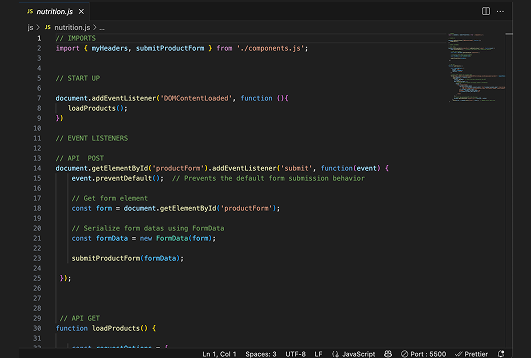 JS nutrition.js ×
js > JS nutrition.js > ...
1 // IMPORTS
2 import { myHeaders, submitProductForm } from './components.js';
3
4
5 // START UP
6
7 document.addEventListener('DOMContentLoaded', function (){
8 loadProducts();
9 })
10
11 // EVENT LISTENERS
12
13 // API POST
14 document.getElementById('productForm').addEventListener('submit', function(event) {
15 event.preventDefault(); // Prevents the default form submission behavior
16
17 // Get form element
18 const form = document.getElementById('productForm');
19
20 // Serialize form datas using FormData
21 const formData = new FormData(form);
22
23 submitProductForm(formData);
24
25 });
26
27
28
29 // API GET
30 function loadProducts() {
31
Ln 1, Col 1 Spaces: 3 UTF-8 LF {} JavaScript Port : 5500 Prettier